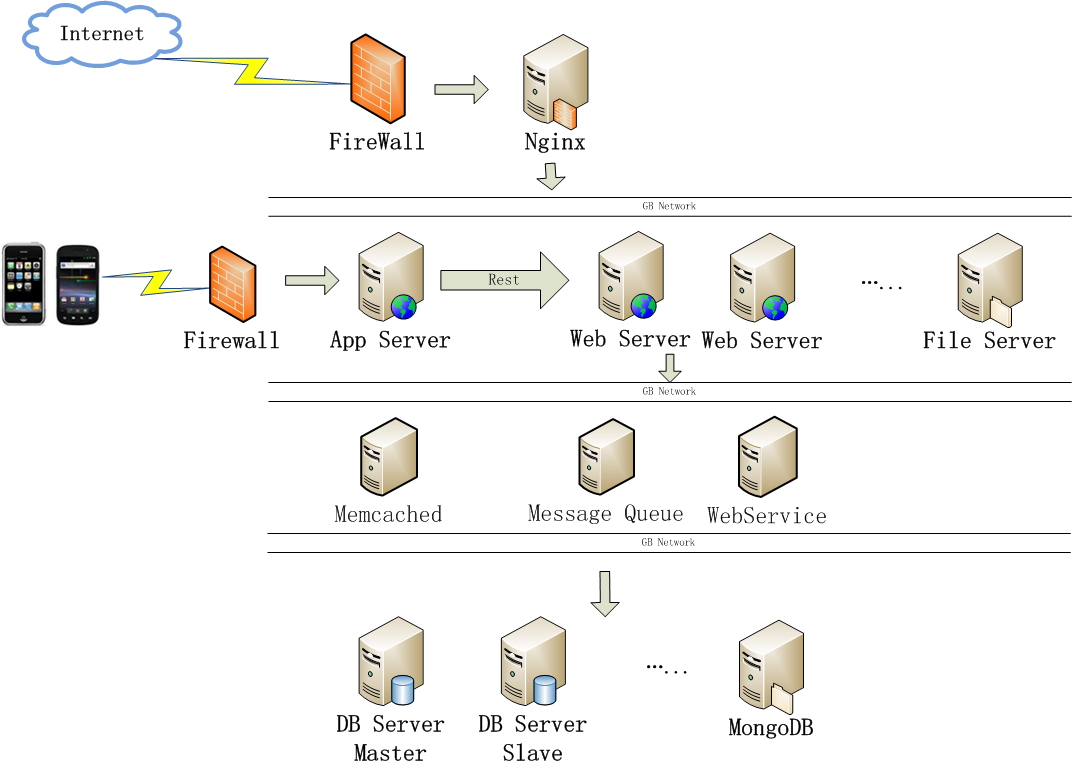 Internet
FireWall
Nginx
GB Network
Rest
Firewall
App Server
Web Server
Web Server
……
File Server
GB Network
Memcached
Message Queue
WebService
GB Network
……
DB Server
Master
DB Server
Slave
MongoDB